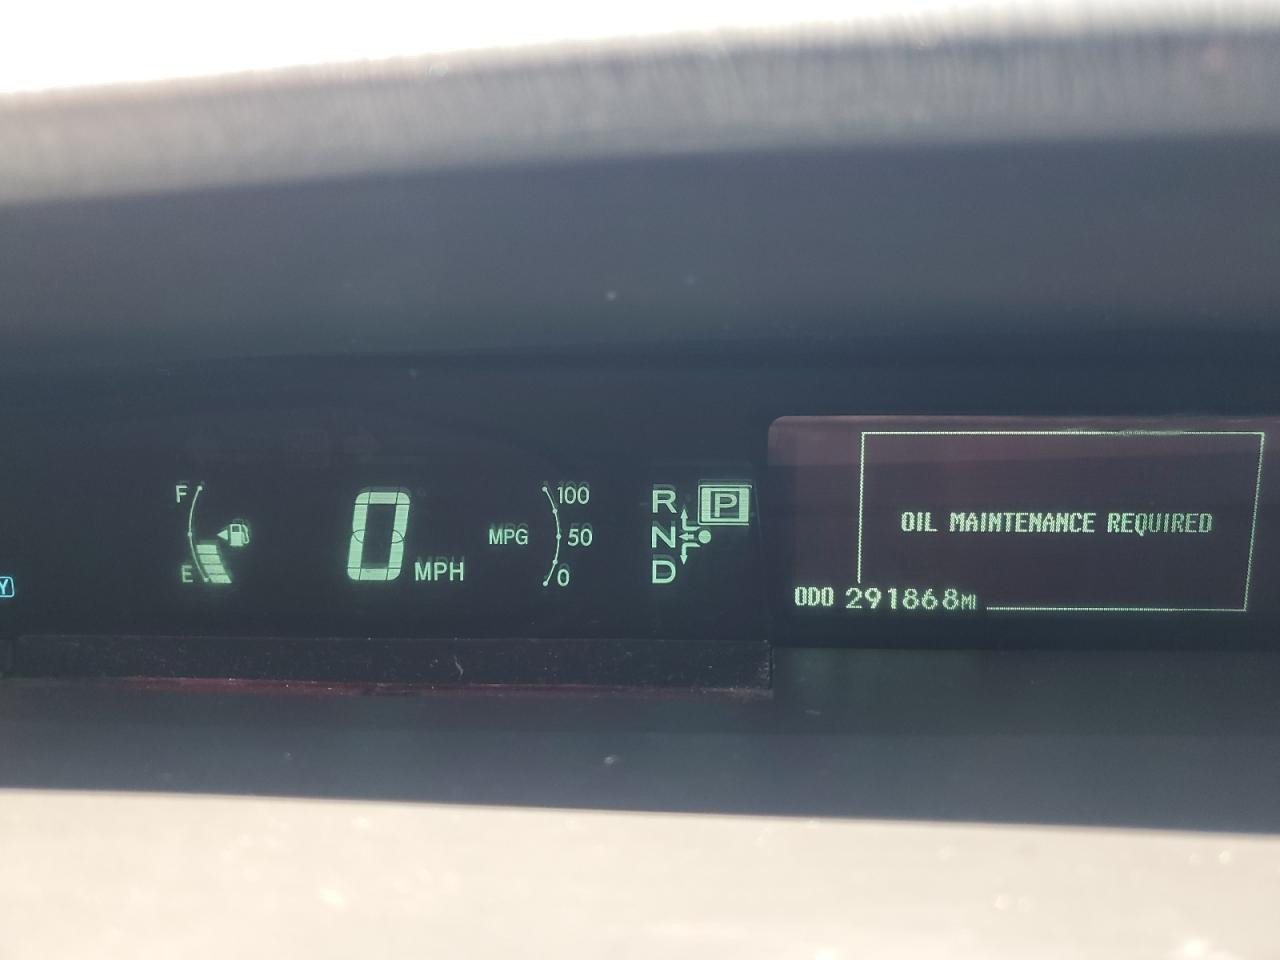 F
E
0 MPH
MPG
100
50
0
R
N
D
P
OIL MAINTENANCE REQUIRED
ODO 291868MI
Y